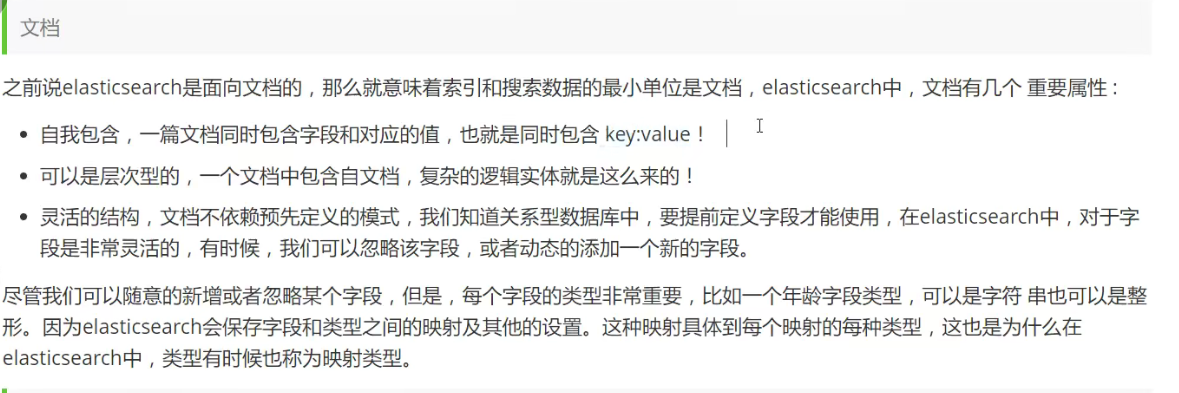 文档
之前说elasticsearch是面向文档的，那么就意味着索引和搜索数据的最小单位是文档，elasticsearch中，文档有几个 重要属性：
• 自我包含，一篇文档同时包含字段和对应的值，也就是同时包含 key:value！
• 可以是层次型的，一个文档中包含自文档，复杂的逻辑实体就是这么来的！
• 灵活的结构，文档不依赖预先定义的模式，我们知道关系型数据库中，要提前定义字段才能使用，在elasticsearch中，对于字
段是非常灵活的，有时候，我们可以忽略该字段，或者动态的添加一个新的字段。
尽管我们可以随意的新增或者忽略某个字段，但是，每个字段的类型非常重要，比如一个年龄字段类型，可以是字符 串也可以是整
形。因为elasticsearch会保存字段和类型之间的映射及其他的设置。这种映射具体到每个映射的每种类型，这也是为什么在
elasticsearch中，类型有时候也称为映射类型。